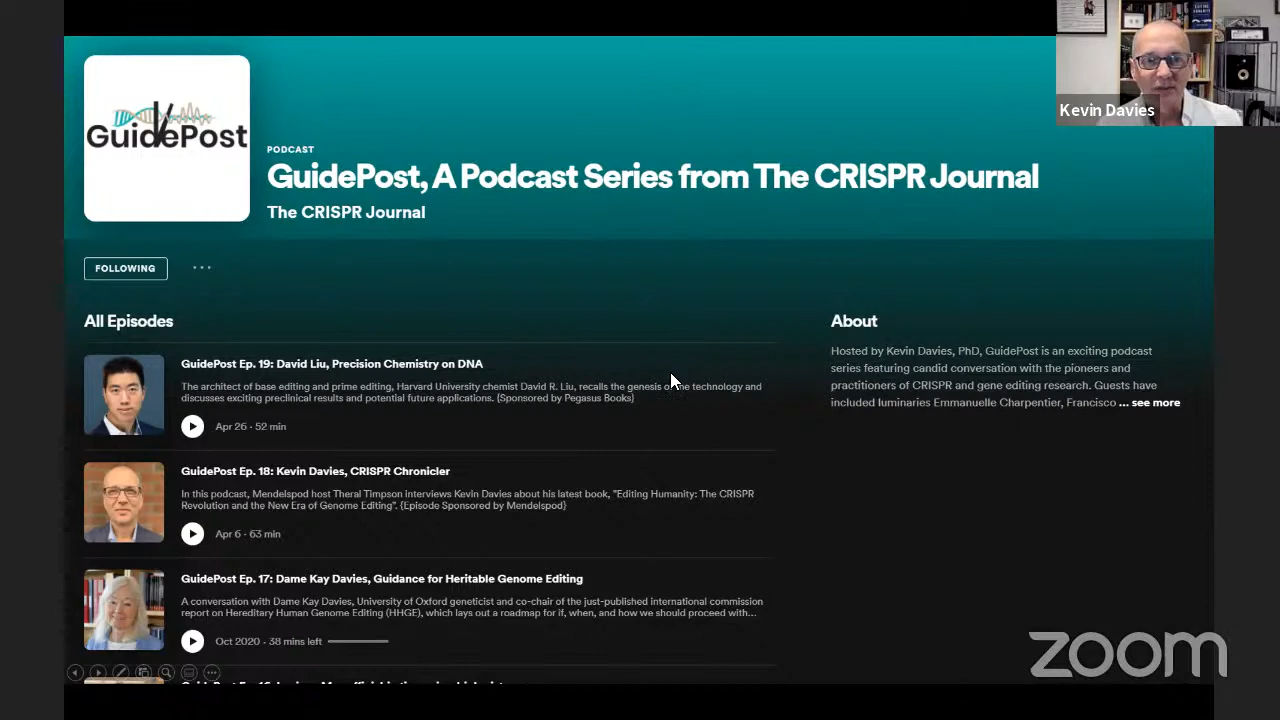 Kevin Davies
GuidePost
PODCAST
GuidePost, A Podcast Series from The CRISPR Journal
The CRISPR Journal
FOLLOWING
All Episodes
GuidePost Ep. 19: David Liu, Precision Chemistry on DNA
The architect of base editing and prime editing, Harvard University chemist David R. Liu, recalls the genesis of the technology and
discusses exciting preclinical results and potential future applications. {Sponsored by Pegasus Books}
Apr 26 · 52 min
GuidePost Ep. 18: Kevin Davies, CRISPR Chronicler
In this podcast, Mendelspod host Theral Timpson interviews Kevin Davies about his latest book, "Editing Humanity: The CRISPR
Revolution and the New Era of Genome Editing". {Episode Sponsored by Mendelspod}
Apr 6 · 63 min
GuidePost Ep. 17: Dame Kay Davies, Guidance for Heritable Genome Editing
A conversation with Dame Kay Davies, University of Oxford geneticist and co-chair of the just-published international commission
report on Hereditary Human Genome Editing (HHGE), which lays out a roadmap for if, when, and how we should proceed with...
Oct 2020 · 38 mins left
About
Hosted by Kevin Davies, PhD, GuidePost is an exciting podcast
series featuring candid conversation with the pioneers and
practitioners of CRISPR and gene editing research. Guests have
included luminaries Emmanuelle Charpentier, Francisco ... see more
zoom